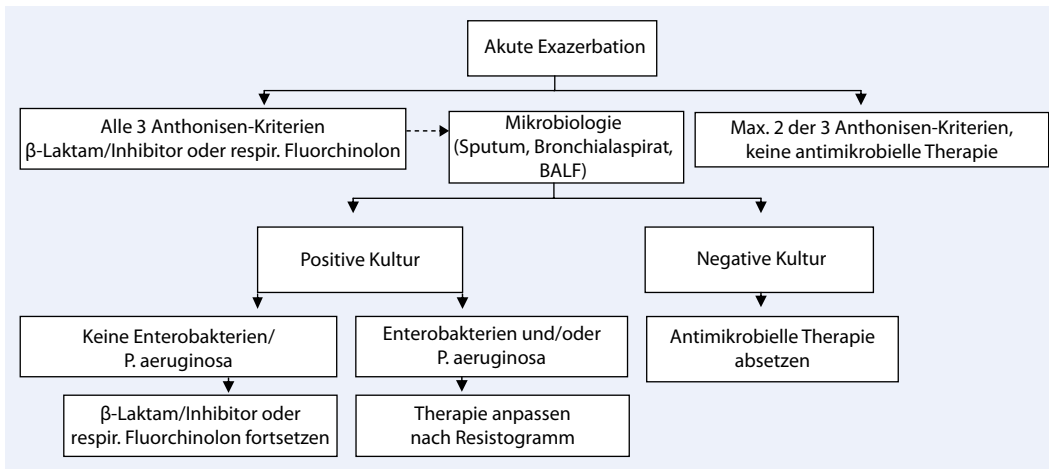 Akute Exazerbation
Alle 3 Anthonisen-Kriterien
β-Laktam/Inhibitor oder respir. Fluorchinolon
Mikrobiologie
(Sputum, Bronchialaspirat,
BALF)
Max. 2 der 3 Anthonisen-Kriterien,
keine antimikrobielle Therapie
Positive Kultur
Negative Kultur
Keine Enterobakterien/
P. aeruginosa
Enterobakterien und/oder
P. aeruginosa
Antimikrobielle Therapie
absetzen
β-Laktam/Inhibitor oder
respir. Fluorchinolon fortsetzen
Therapie anpassen
nach Resistogramm